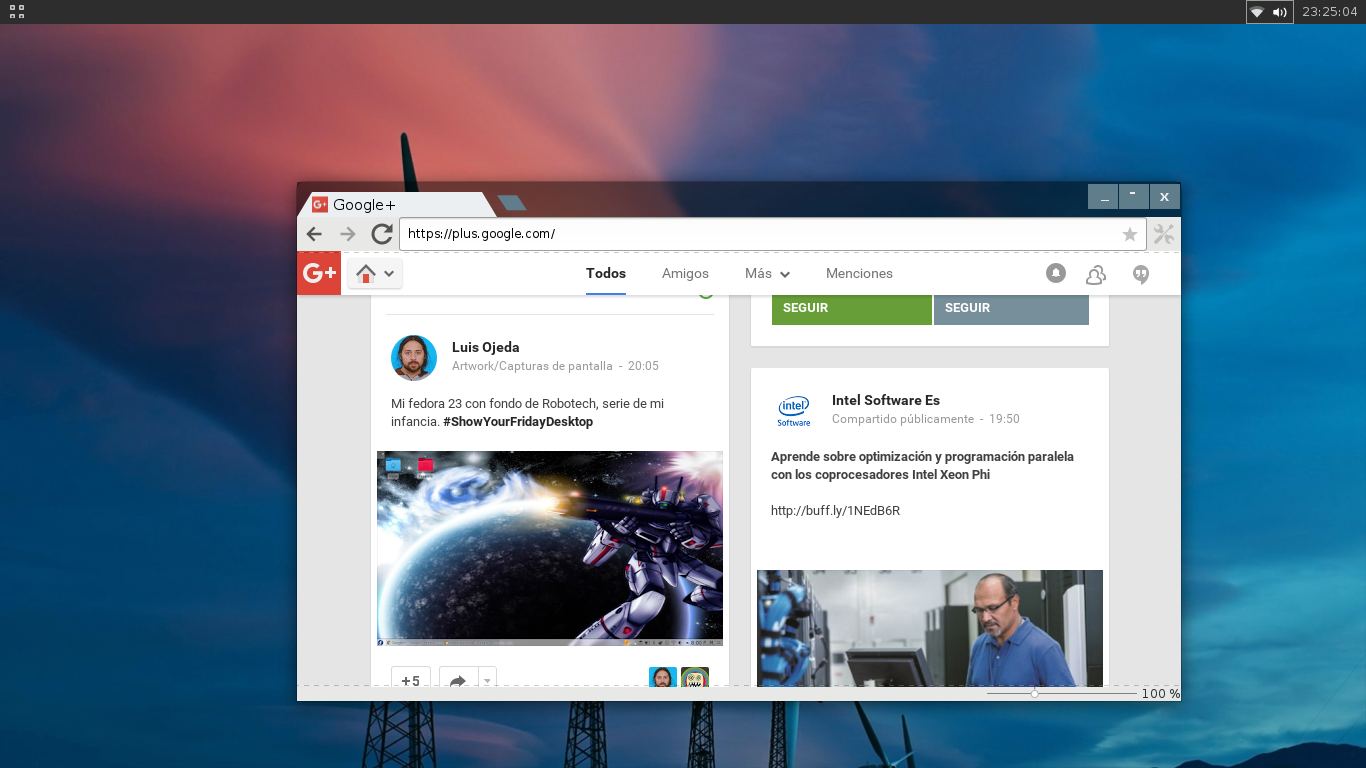 23:25:04
Google+
https://plus.google.com/
G+
Todos
Amigos
Más
Menciones
SEGUIR
SEGUIR
Luis Ojeda
Artwork/Capturas de pantalla - 20:05
Mi fedora 23 con fondo de Robotech, serie de mi
infancia. #ShowYourFridayDesktop
+5
intel
Software
Intel Software Es
Compartido públicamente - 19:50
Aprende sobre optimización y programación paralela
con los coprocesadores Intel Xeon Phi
http://buff.ly/1NEdB6R
100 %